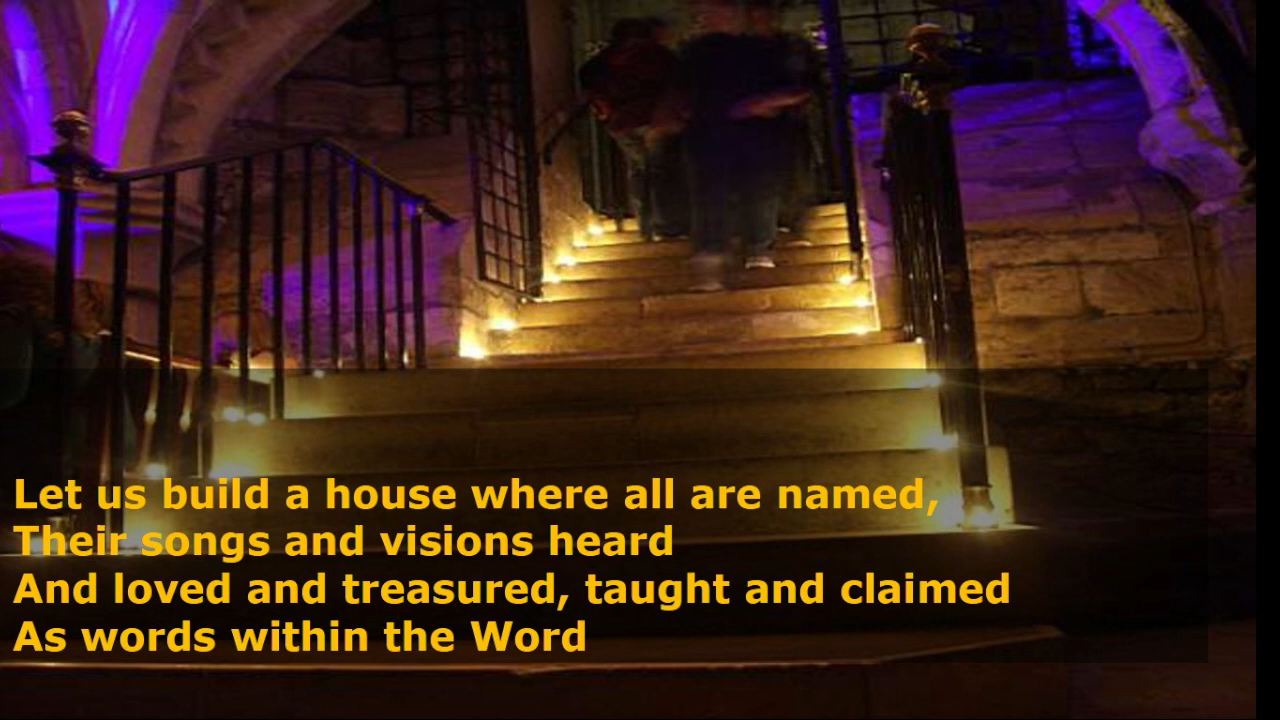 Let us build a house where all are named,
Their songs and visions heard
And loved and treasured, taught and claimed
As words within the Word